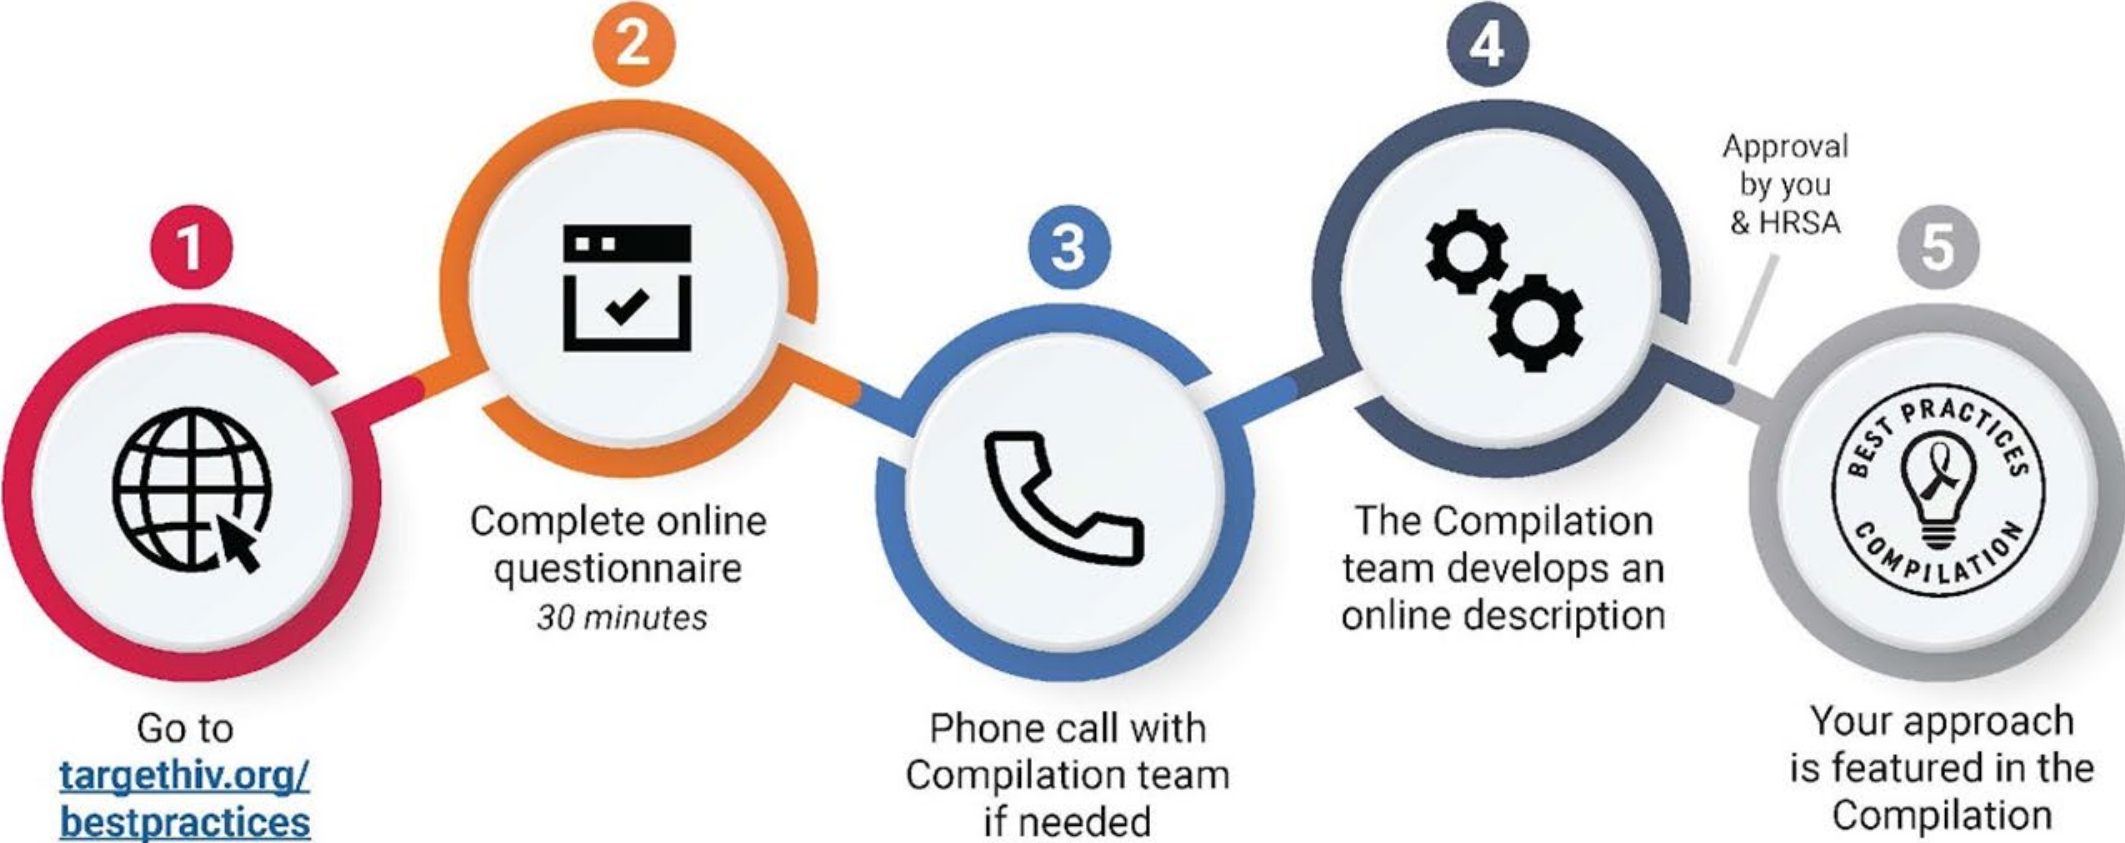 1
Go to
targethiv.org/
bestpractices
2
Complete online
questionnaire
30 minutes
3
Phone call with
Compilation team
if needed
4
The Compilation
team develops an
online description
Approval
by you
& HRSA
5
BEST PRACTICES
COMPILATION
Your approach
is featured in the
Compilation